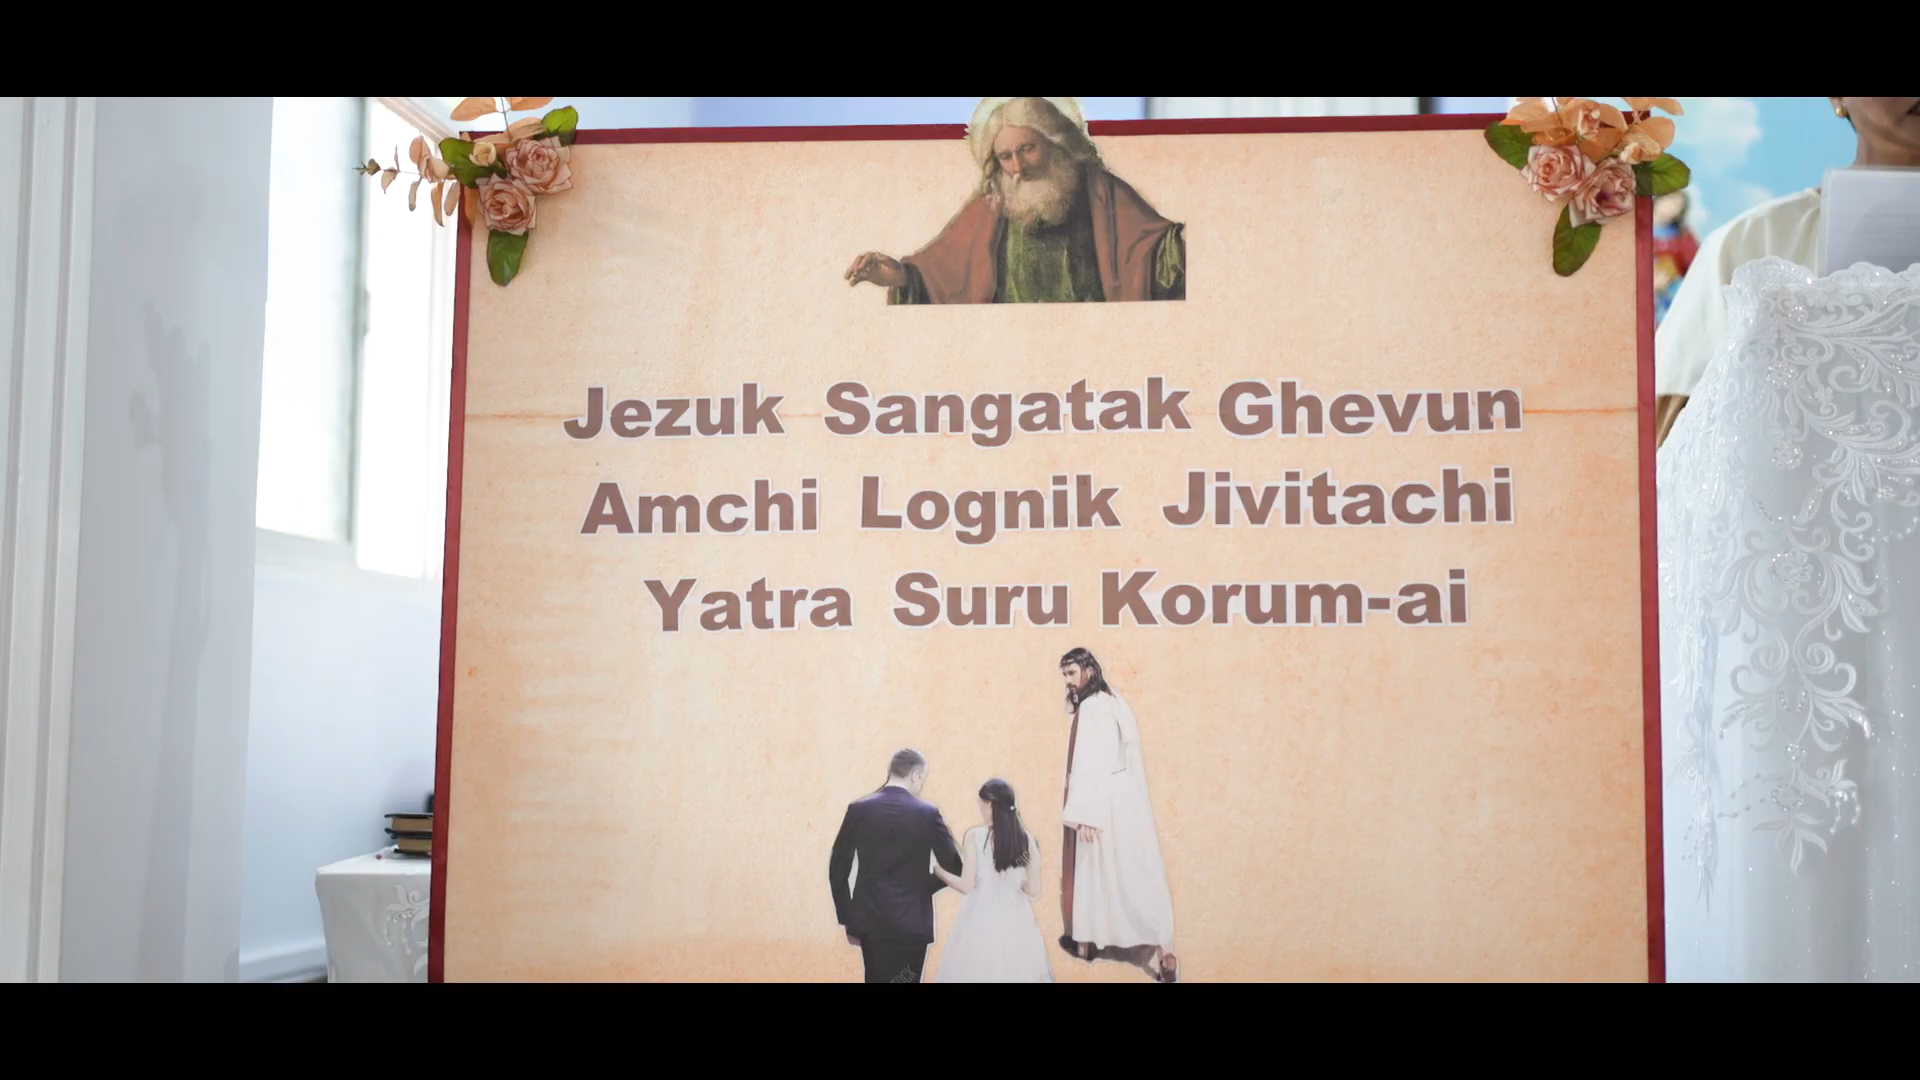 Jezuk Sangatak Ghevun
Amchi Lognik Jivitachi
Yatra Suru Korum-ai